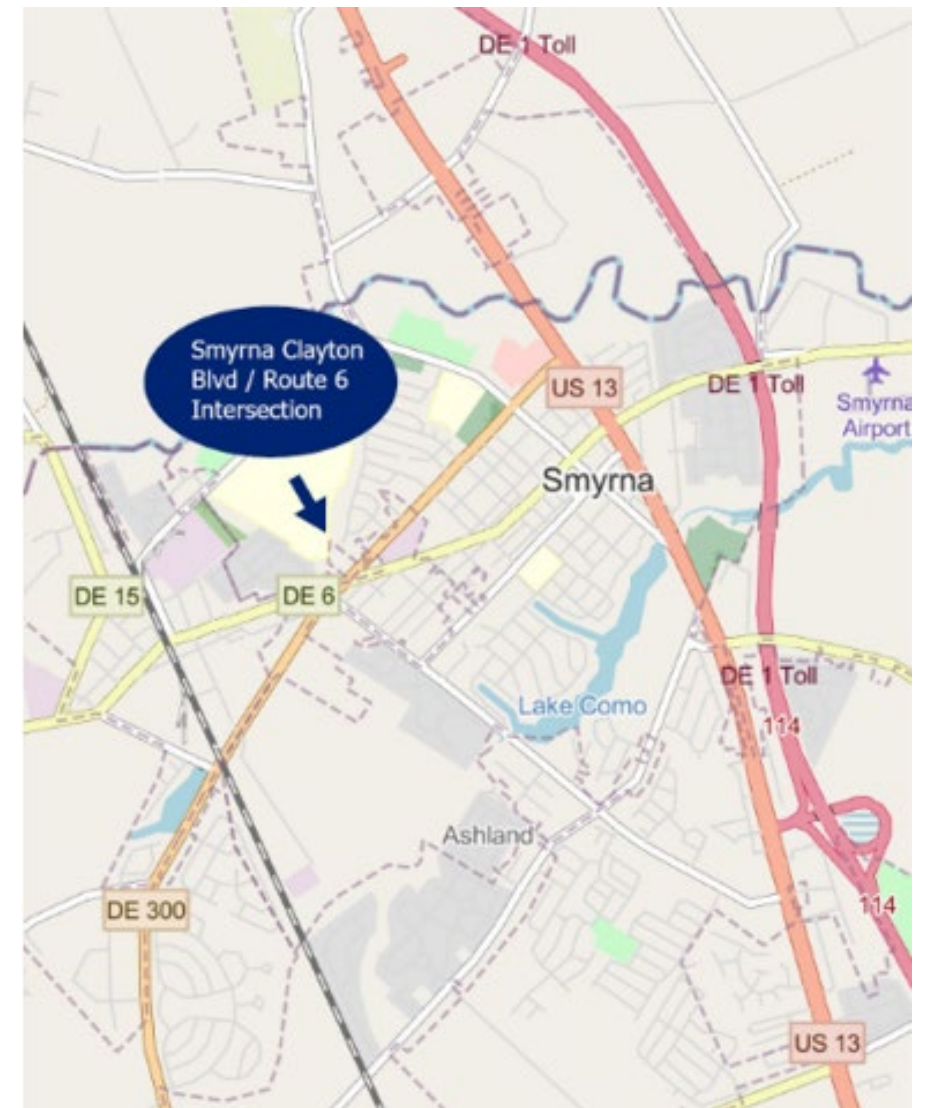 DE 1 Toll
Smyrna Clayton
Blvd / Route 6
Intersection
US 13
DE 1 Toll
Smyrna
Airport
Smyrna
DE 15
DE 6
DE 1 Toll
Lake Como
114
Ashland
DE 300
114
US 13